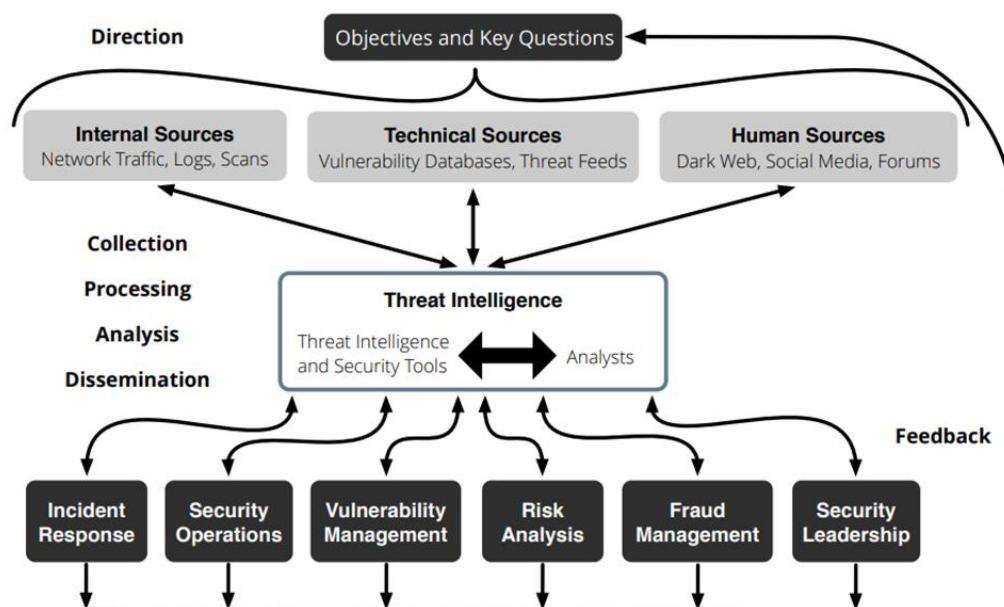 Direction
Objectives and Key Questions
Internal Sources
Network Traffic, Logs, Scans
Technical Sources
Vulnerability Databases, Threat Feeds
Human Sources
Dark Web, Social Media, Forums
Collection
Processing
Analysis
Dissemination
Threat Intelligence
Threat Intelligence
and Security Tools
Analysts
Feedback
Incident
Response
Security
Operations
Vulnerability
Management
Risk
Analysis
Fraud
Management
Security
Leadership